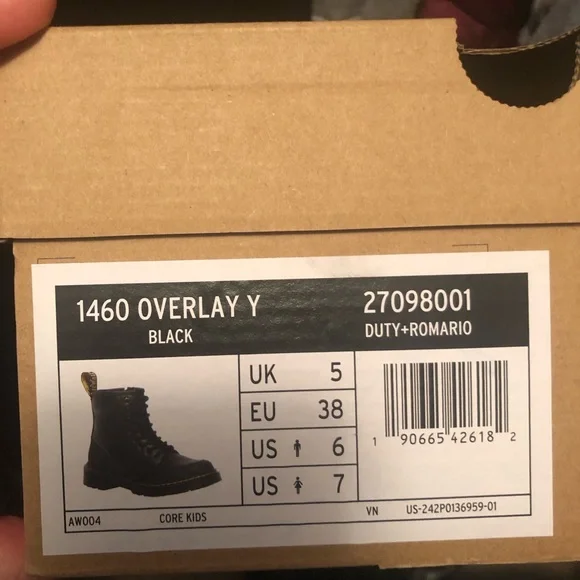 1460 OVERLAY Y
BLACK
27098001
DUTY+ROMARIO
UK 5
EU 38
US 6
US 7
1 90665 42618 2
AW004 CORE KIDS VN US-242P0136959-01